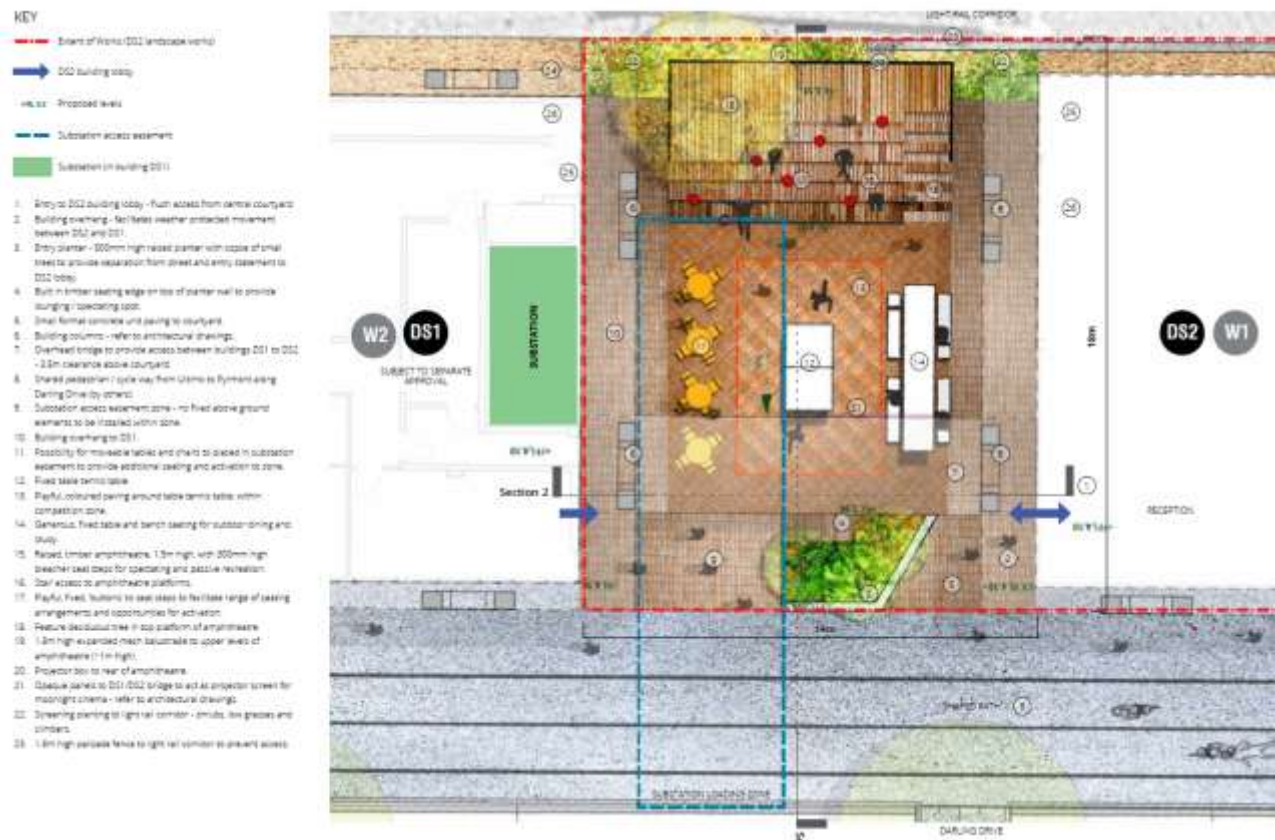 KEY
Extent of Works (DS2 landscape works)
DS2 building lobby
Proposed levels
Substation access easement
Substation (in building DS1)
1. Entry to DS2 building lobby - flush access from central courtyard
2. Building overhang - facilitates weather protected movement
between DS2 and DS1.
3. Entry planter - 500mm high raised planter with copse of small
trees to provide separation from street and entry statement to
DS2 lobby.
4. Built in timber seating edge on top of planter wall to provide
lounging / spectating spot.
5. Small format concrete unit paving to courtyard.
6. Building columns - refer to architectural drawings.
7. Overhead bridge to provide access between buildings DS1 to DS2
- 3.5m clearance above courtyard.
8. Shared pedestrian / cycle way from Ultimo to Pyrmont along
Darling Drive (by others).
9. Substation access easement zone - no fixed above ground
elements to be installed within zone.
10. Building overhang to DS1.
11. Possibility for moveable tables and chairs to placed in substation
easement to provide additional seating and activation to zone.
12. Fixed table tennis table.
13. Playful, coloured paving around table tennis table, within
competition zone.
14. Generous, fixed table and bench seating for outdoor dining and
study.
15. Raised, timber amphitheatre, 1.5m high, with 300mm high
bleacher seat steps for spectating and passive recreation.
16. Stair access to amphitheatre platforms.
17. Playful, fixed, 'buttons' to seat steps to facilitate range of seating
arrangements and opportunities for activation.
18. Feature deciduous tree in top platform of amphitheatre.
19. 1.8m high expanded mesh balustrade to upper levels of
amphitheatre (>1m high).
20. Projector box to rear of amphitheatre.
21. Opaque panels to DS1/DS2 bridge to act as projector screen for
moonlight cinema - refer to architectural drawings.
22. Screening planting to light rail corridor - shrubs, low grasses and
climbers.
23. 1.8m high palisade fence to light rail corridor to prevent access.
LIGHT RAIL CORRIDOR
W2
DS1
SUBJECT TO SEPARATE
APPROVAL
SUBSTATION
18m
DS2
W1
Section 2
RECEPTION
14m
SHARED PATH
SUBSTATION LOADING ZONE
DARLING DRIVE